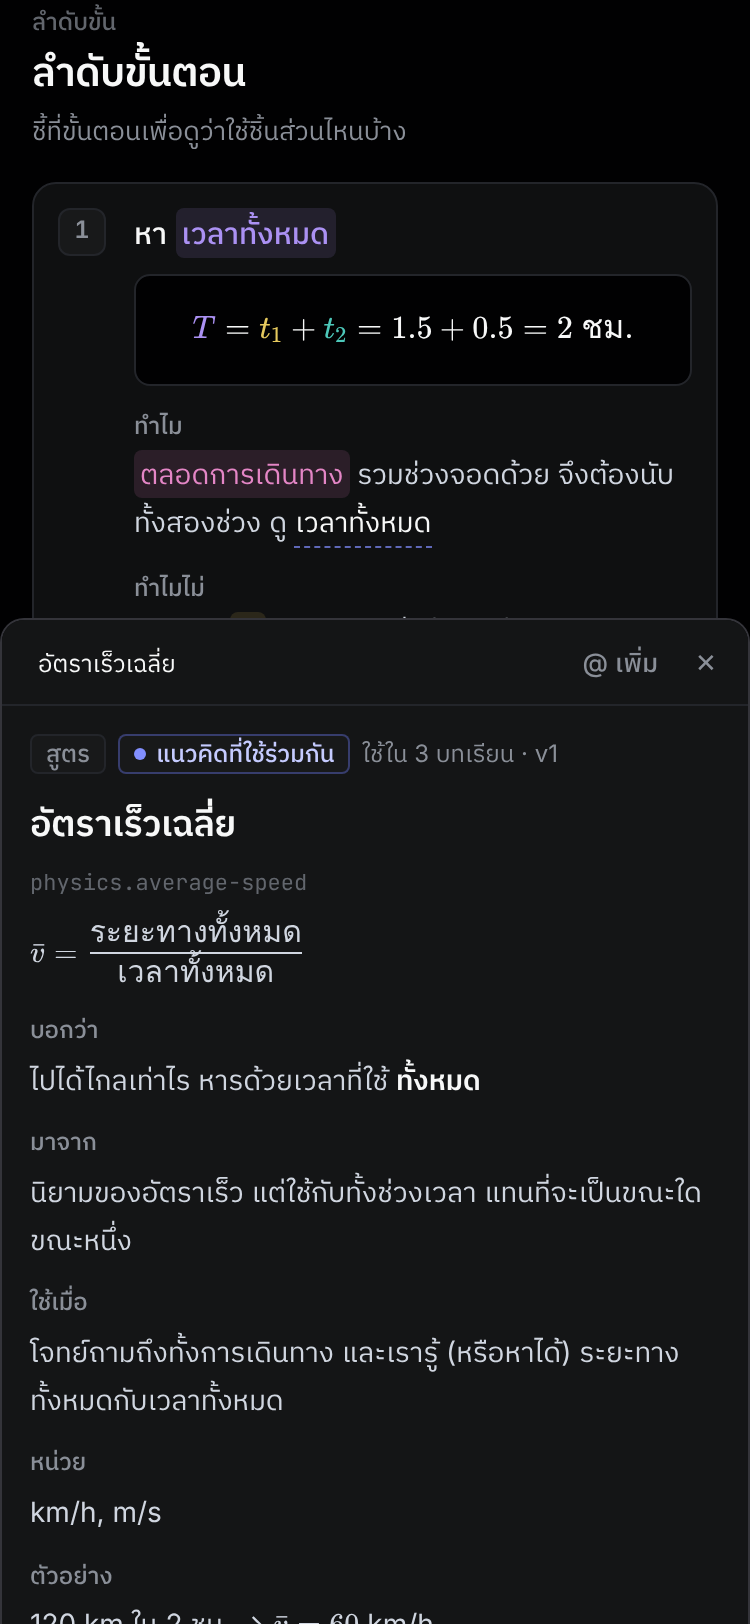 ลำดับขั้น
ลำดับขั้นตอน
ชี้ที่ขั้นตอนเพื่อดูว่าใช้ชิ้นส่วนไหนบ้าง
1 หา เวลาทั้งหมด
T = t₁ + t₂ = 1.5 + 0.5 = 2 ชม.
ทำไม
ตลอดการเดินทาง รวมช่วงจอดด้วย จึงต้องนับ
ทั้งสองช่วง ดู เวลาทั้งหมด
ทำไมไม่
อัตราเร็วเฉลี่ย @ เพิ่ม ×
สูตร • แนวคิดที่ใช้ร่วมกัน ใช้ใน 3 บทเรียน · v1
อัตราเร็วเฉลี่ย
physics.average-speed
v̄ = ระยะทางทั้งหมด
เวลาทั้งหมด
บอกว่า
ไปได้ไกลเท่าไร หารด้วยเวลาที่ใช้ ทั้งหมด
มาจาก
นิยามของอัตราเร็ว แต่ใช้กับทั้งช่วงเวลา แทนที่จะเป็นขณะใด
ขณะหนึ่ง
ใช้เมื่อ
โจทย์ถามถึงทั้งการเดินทาง และเรารู้ (หรือหาได้) ระยะทาง
ทั้งหมดกับเวลาทั้งหมด
หน่วย
km/h, m/s
ตัวอย่าง
120 km ใน 2 ชม. → v̄ = 60 km/h